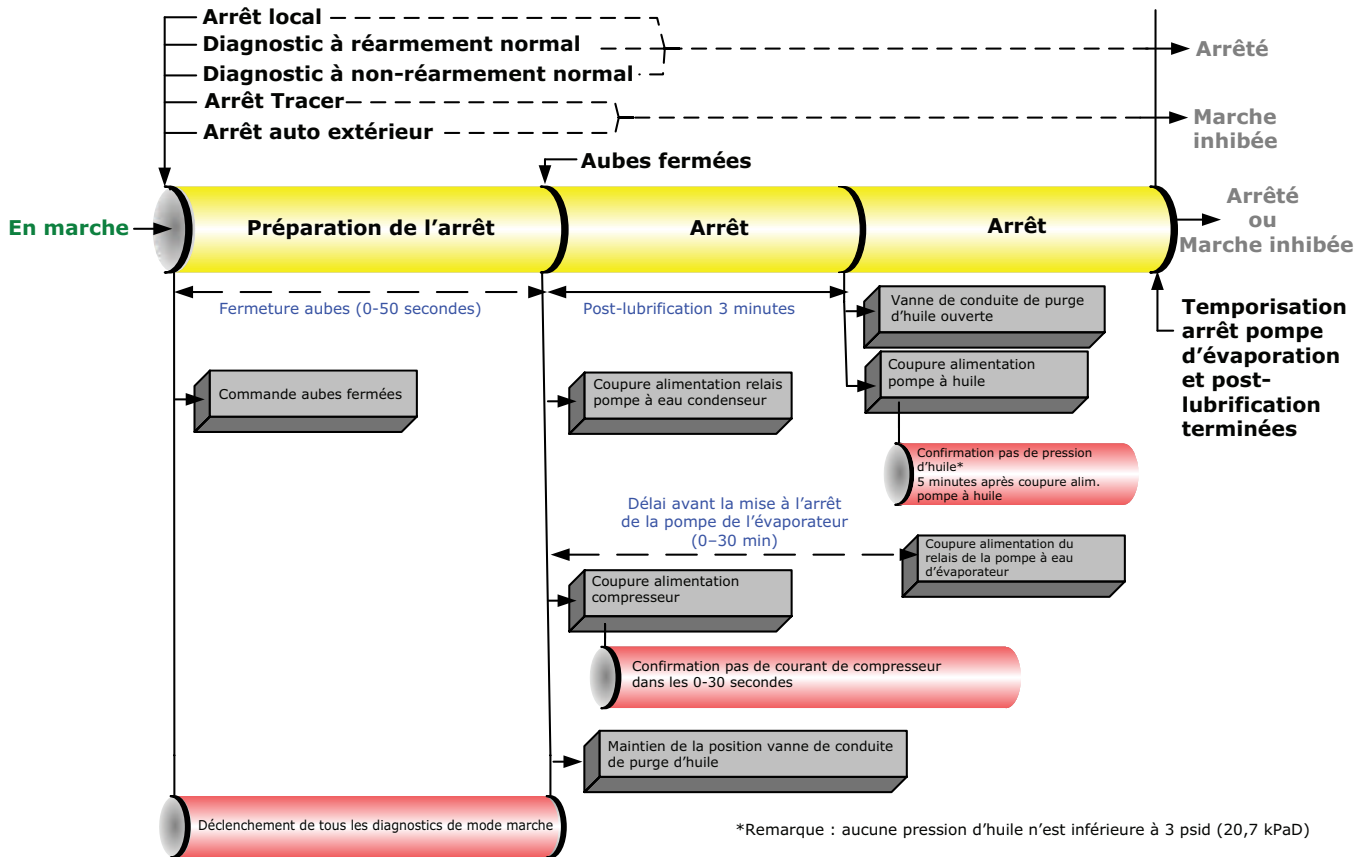 Arrêt local
Diagnostic à réarmement normal
Diagnostic à non-réarmement normal
Arrêt Tracer
Arrêt auto extérieur
Arrêté
Marche
inhibée
Aubes fermées
En marche
Préparation de l'arrêt
Arrêt
Arrêt
Arrêté
ou
Marche inhibée
Fermeture aubes (0-50 secondes)
Post-lubrification 3 minutes
Vanne de conduite de purge
d'huile ouverte
Temporisation
arrêt pompe
d'évaporation
et post-
lubrification
terminées
Commande aubes fermées
Coupure alimentation relais
pompe à eau condenseur
Coupure alimentation
pompe à huile
Confirmation pas de pression
d'huile*
5 minutes après coupure alim.
pompe à huile
Délai avant la mise à l'arrêt
de la pompe de l'évaporateur
(0–30 min)
Coupure alimentation du
relais de la pompe à eau
d'évaporateur
Coupure alimentation
compresseur
Confirmation pas de courant de compresseur
dans les 0-30 secondes
Maintien de la position vanne de conduite
de purge d'huile
Déclenchement de tous les diagnostics de mode marche
*Remarque : aucune pression d'huile n'est inférieure à 3 psid (20,7 kPaD)